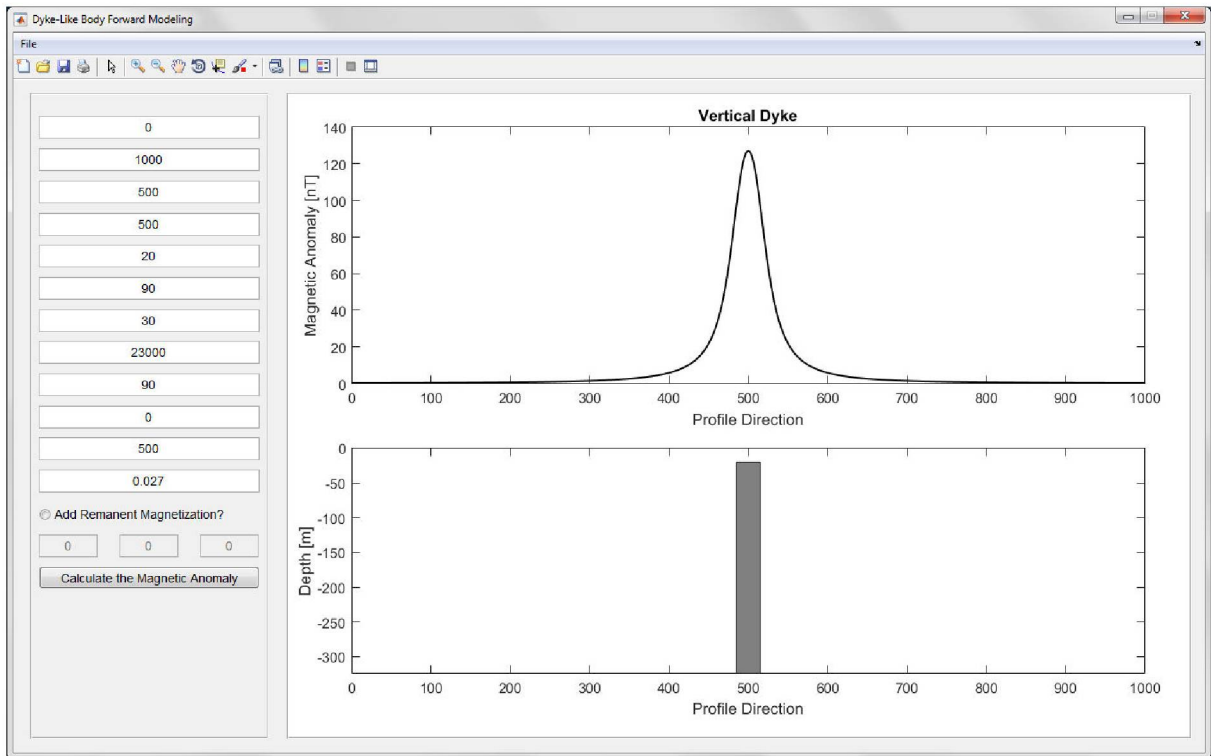 Dyke-Like Body Forward Modeling
File
0
1000
500
500
20
90
30
23000
90
0
500
0.027
Add Remanent Magnetization?
0 0 0
Calculate the Magnetic Anomaly
Vertical Dyke
Magnetic Anomaly [nT]
140
120
100
80
60
40
20
0
0 100 200 300 400 500 600 700 800 900 1000
Profile Direction
Depth [m]
0
-50
-100
-150
-200
-250
-300
0 100 200 300 400 500 600 700 800 900 1000
Profile Direction